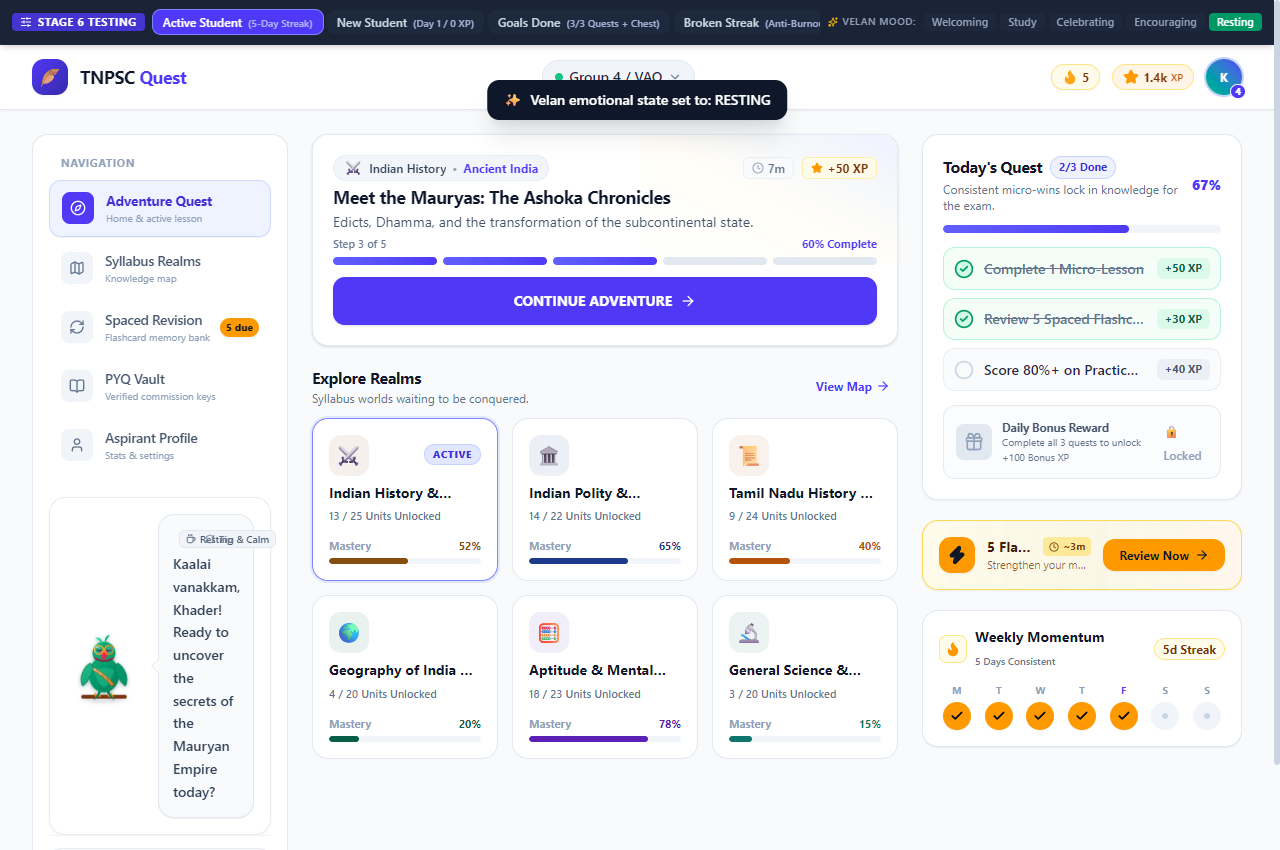 STAGE 6 TESTING
Active Student (5-Day Streak)
New Student (Day 1 / 0 XP)
Goals Done (3/3 Quests + Chest)
Broken Streak (Anti-Burnou
VELAN MOOD:
Welcoming
Study
Celebrating
Encouraging
Resting
TNPSC Quest
Group 4 / VAO
5
1.4k XP
K
4
Velan emotional state set to: RESTING
NAVIGATION
Adventure Quest
Home & active lesson
Syllabus Realms
Knowledge map
Spaced Revision
Flashcard memory bank
5 due
PYQ Vault
Verified commission keys
Aspirant Profile
Stats & settings
Resting & Calm
Kaalai
vanakkam,
Khader!
Ready to
uncover
the
secrets of
the
Mauryan
Empire
today?
Indian History • Ancient India
7m
+50 XP
Meet the Mauryas: The Ashoka Chronicles
Edicts, Dhamma, and the transformation of the subcontinental state.
Step 3 of 5
60% Complete
CONTINUE ADVENTURE →
Explore Realms
Syllabus worlds waiting to be conquered.
View Map →
ACTIVE
Indian History &...
13 / 25 Units Unlocked
Mastery 52%
Indian Polity &...
14 / 22 Units Unlocked
Mastery 65%
Tamil Nadu History ...
9 / 24 Units Unlocked
Mastery 40%
Geography of India ...
4 / 20 Units Unlocked
Mastery 20%
Aptitude & Mental...
18 / 23 Units Unlocked
Mastery 78%
General Science &...
3 / 20 Units Unlocked
Mastery 15%
Today's Quest
2/3 Done
Consistent micro-wins lock in knowledge for
the exam.
67%
Complete 1 Micro-Lesson
+50 XP
Review 5 Spaced Flashc...
+30 XP
Score 80%+ on Practic...
+40 XP
Daily Bonus Reward
Complete all 3 quests to unlock
+100 Bonus XP
Locked
5 Fla...
~3m
Strengthen your m...
Review Now →
Weekly Momentum
5 Days Consistent
5d Streak
M T W T F S S